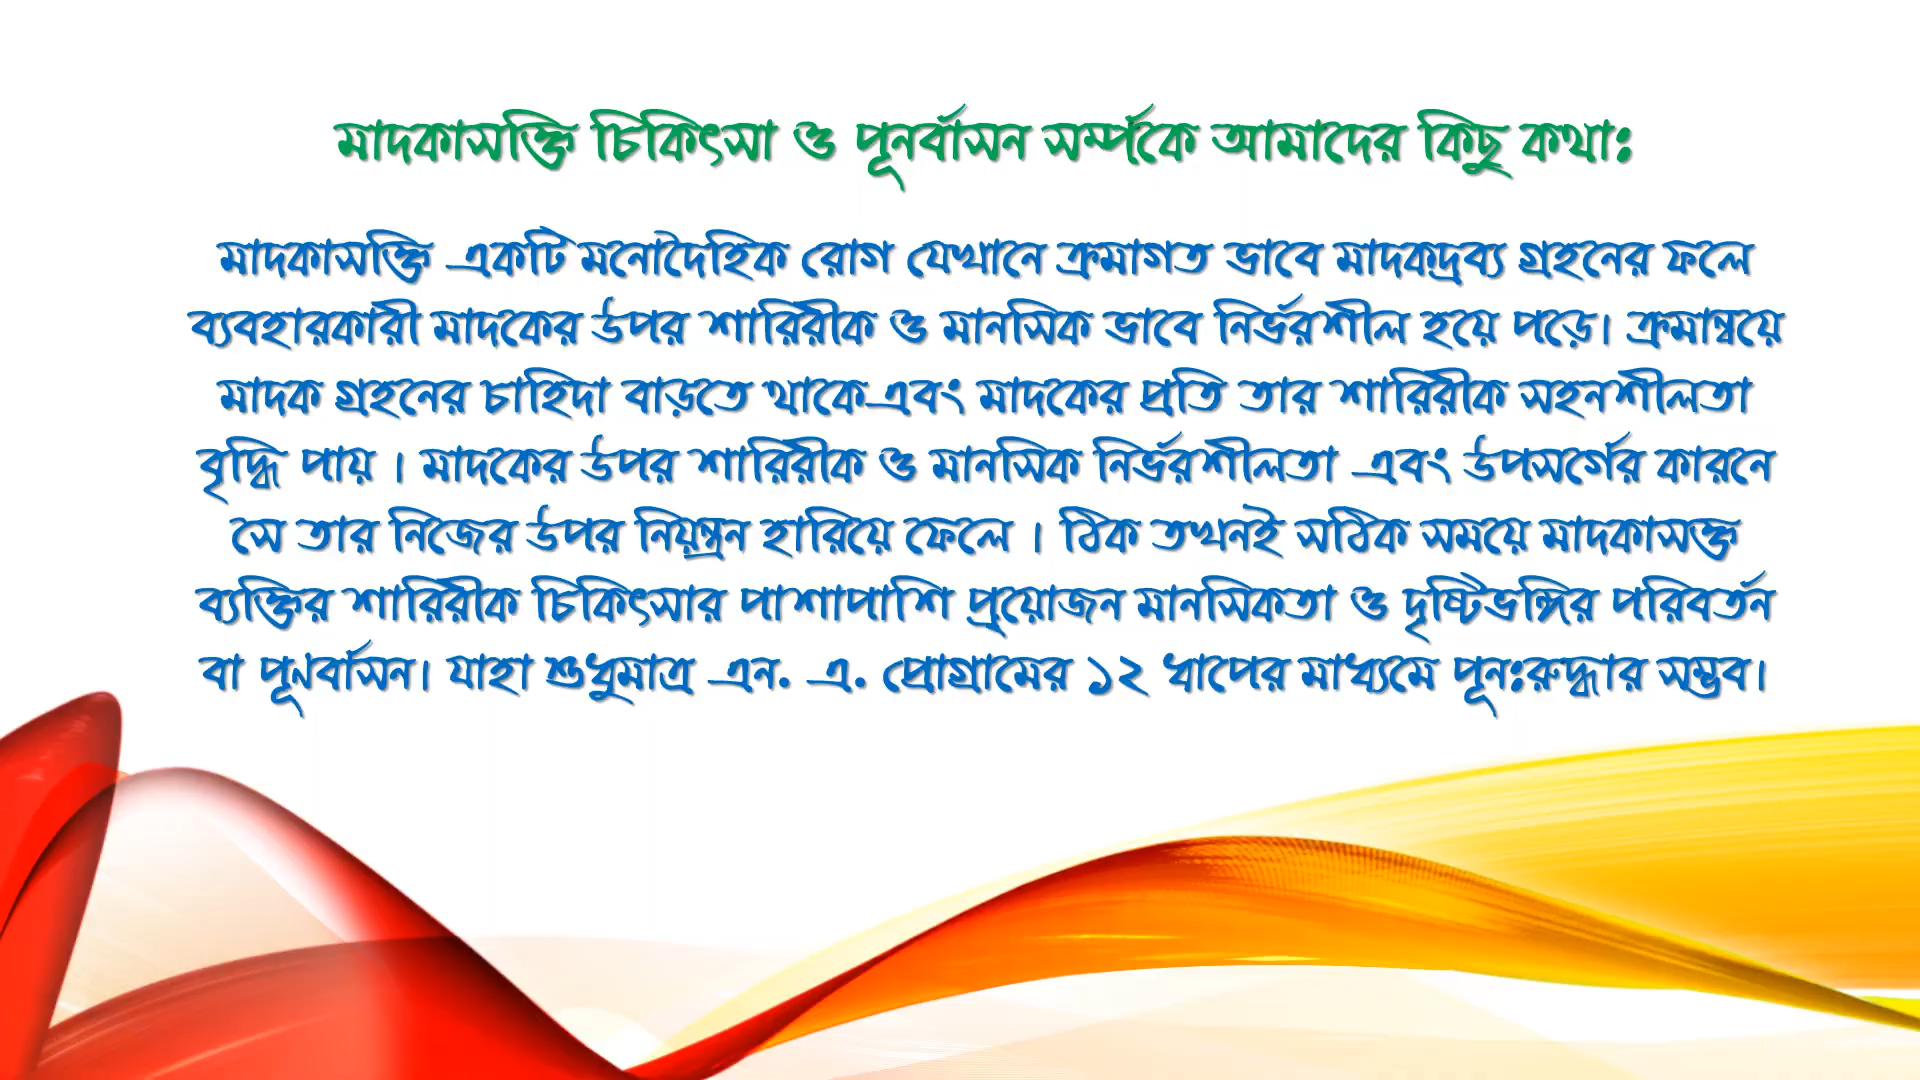 মাদকাসক্তি চিকিৎসা ও পূনর্বাসন সর্ম্পকে আমাদের কিছু কথাঃ
মাদকাসক্তি একটি মনোদৈহিক রোগ যেখানে ক্রমাগত ভাবে মাদকদ্রব্য গ্রহনের ফলে
ব্যবহারকারী মাদকের উপর শারিরীক ও মানসিক ভাবে নির্ভরশীল হয়ে পড়ে। ক্রমান্বয়ে
মাদক গ্রহনের চাহিদা বাড়তে থাকেএবং মাদকের প্রতি তার শারিরীক সহনশীলতা
বৃদ্ধি পায় । মাদকের উপর শারিরীক ও মানসিক নির্ভরশীলতা এবং উপসর্গের কারনে
সে তার নিজের উপর নিয়ন্ত্রন হারিয়ে ফেলে । ঠিক তখনই সঠিক সময়ে মাদকাসক্ত
ব্যক্তির শারিরীক চিকিৎসার পাশাপাশি প্রয়োজন মানসিকতা ও দৃষ্টিভঙ্গির পরিবর্তন
বা পূণর্বাসন। যাহা শুধুমাত্র এন. এ. প্রোগ্রামের ১২ ধাপের মাধ্যমে পূনঃরুদ্ধার সম্ভব।